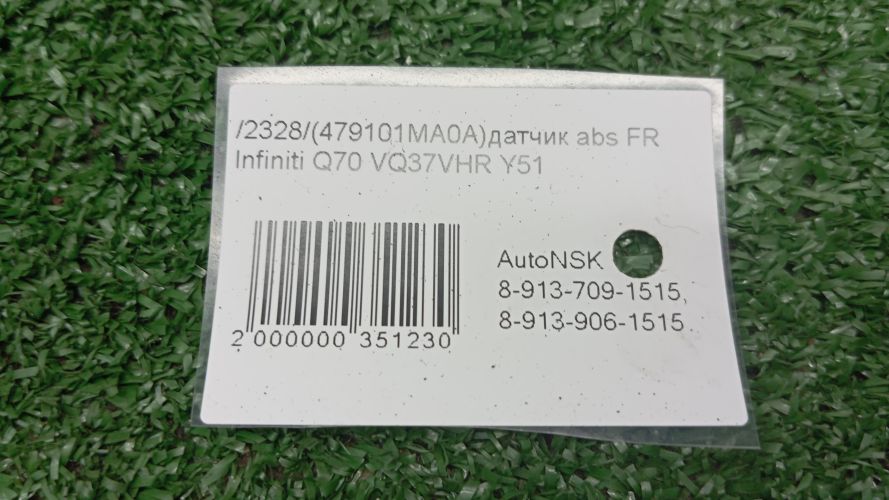 /2328/(479101MA0A)датчик abs FR
Infiniti Q70 VQ37VHR Y51
AutoNSK
8-913-709-1515,
8-913-906-1515
2 000000 351230